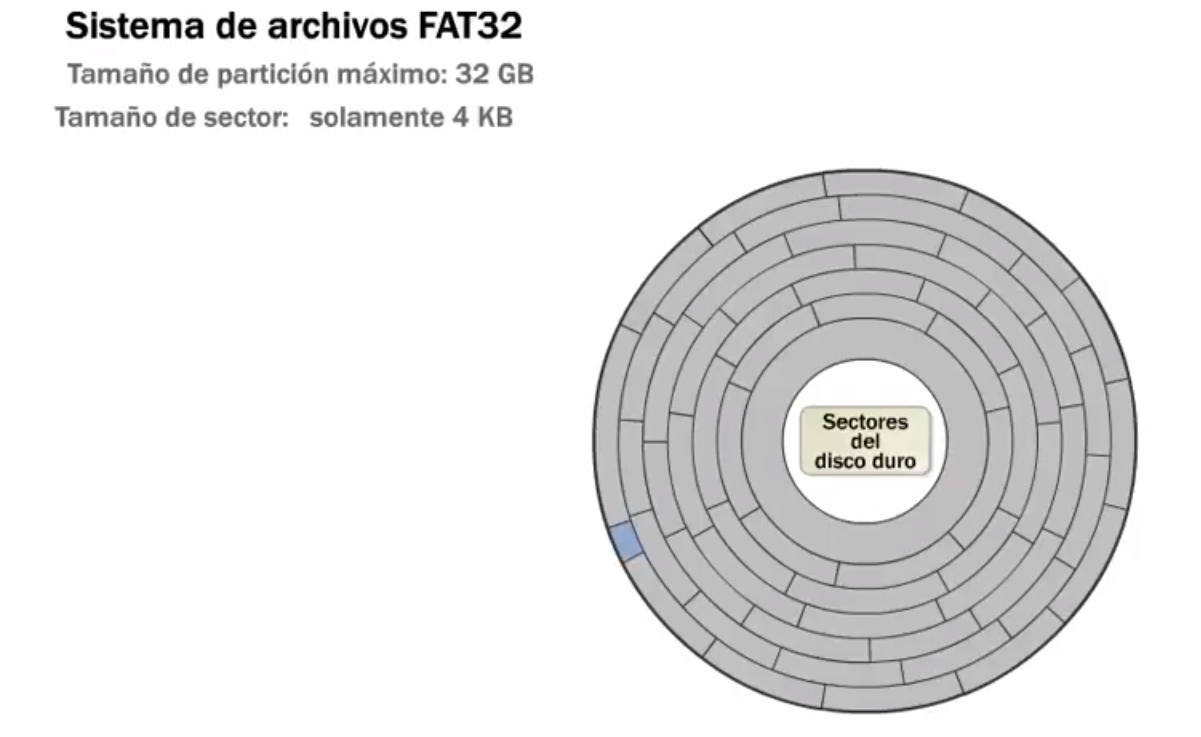 Sistema de archivos FAT32
Tamaño de partición máximo: 32 GB
Tamaño de sector: solamente 4 KB
Sectores
del
disco duro